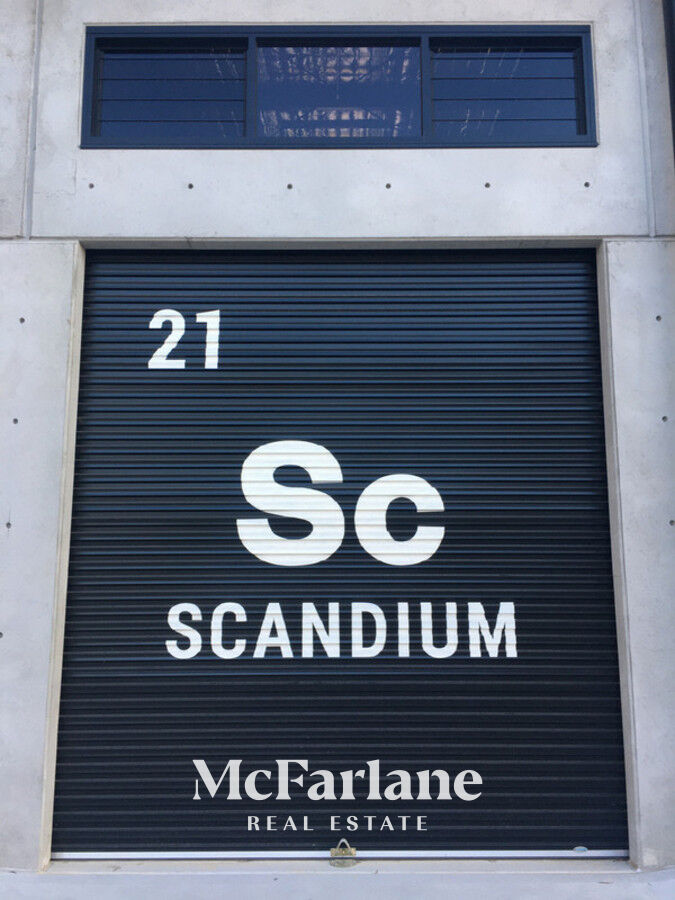 21
Sc
SCANDIUM
McFarlane
REAL ESTATE